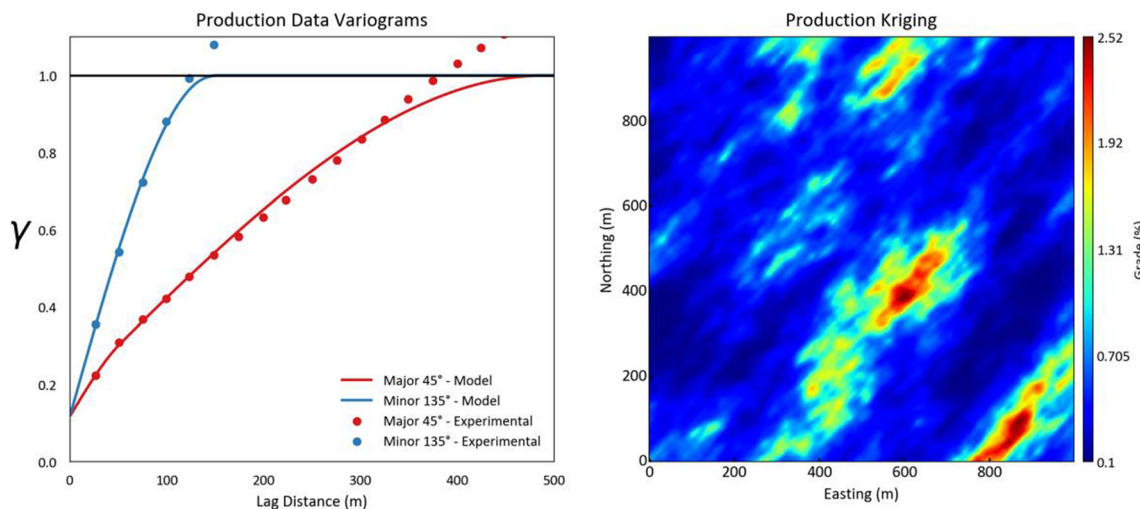 Production Data Variograms
γ
1.0
0.8
0.6
0.4
0.2
0.0
0
100
200
300
400
500
Lag Distance (m)
Major 45° - Model
Minor 135° - Model
Major 45° - Experimental
Minor 135° - Experimental
Production Kriging
Northing (m)
800
600
400
200
0
0
200
400
600
800
Easting (m)
2.52
1.92
1.31
0.705
0.1
Grade (%)